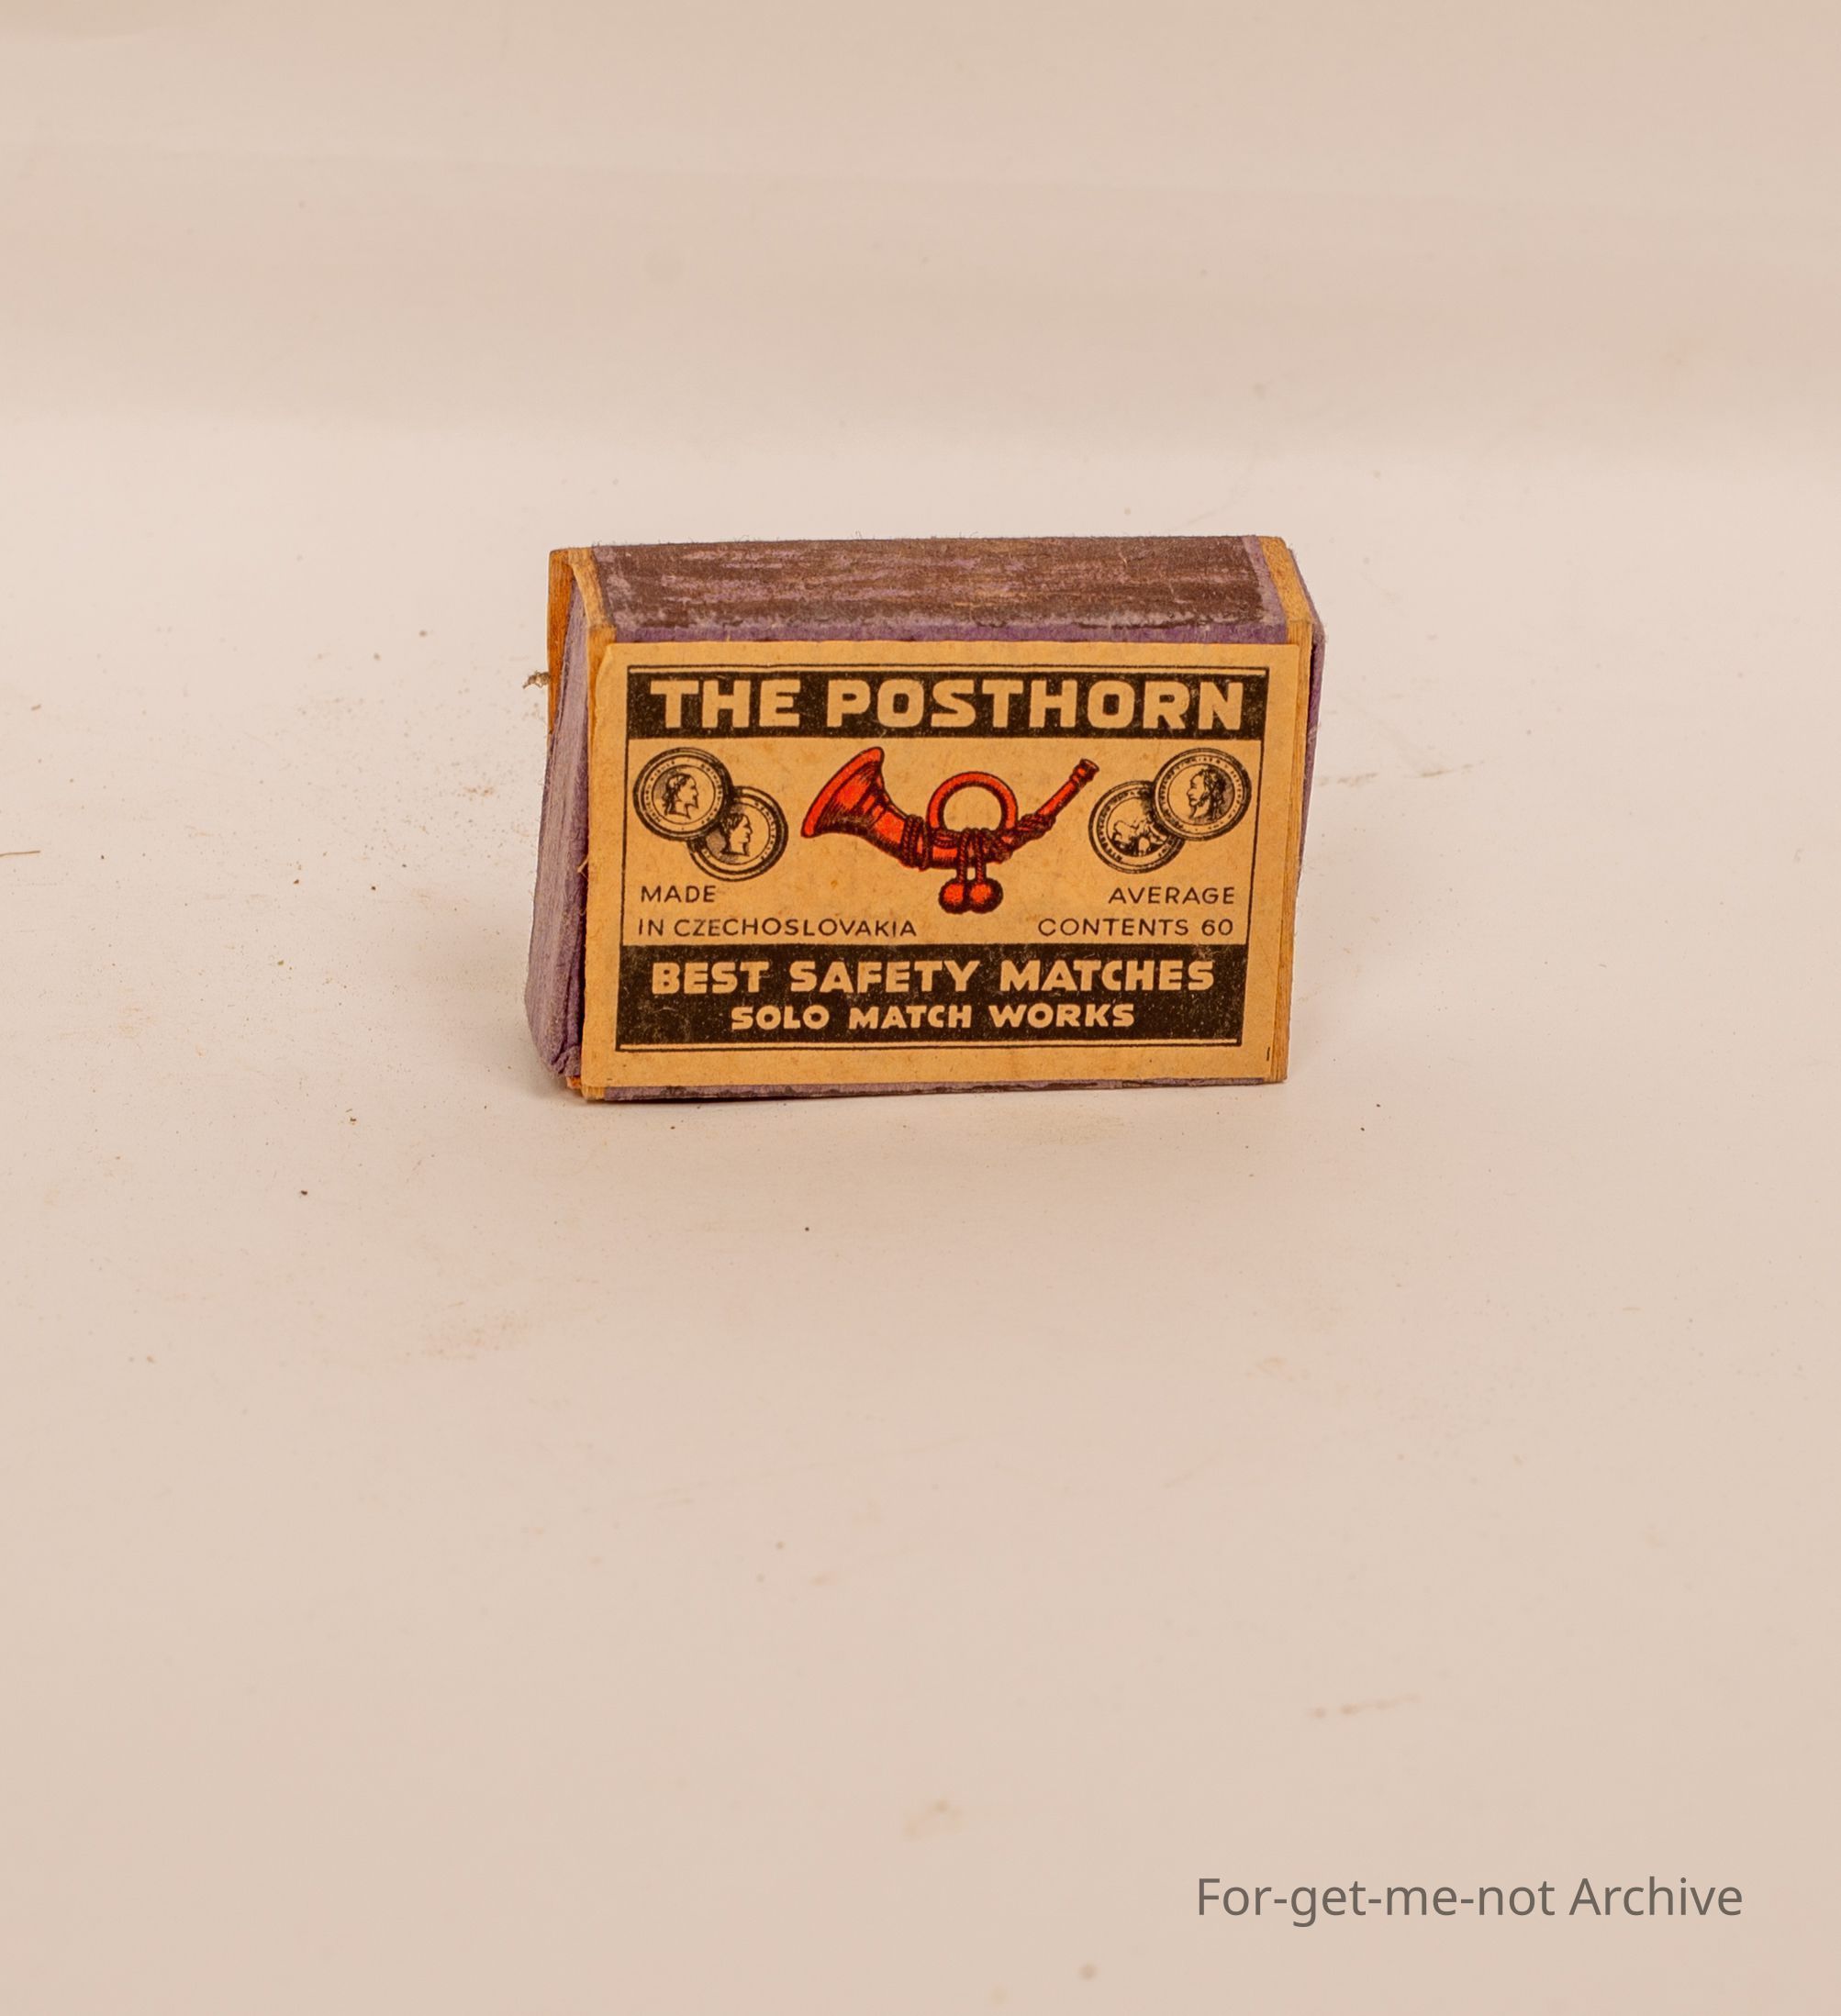 THE POSTHORN
MADE
IN CZECHOSLOVAKIA
AVERAGE
CONTENTS 60
BEST SAFETY MATCHES
SOLO MATCH WORKS
For-get-me-not Archive